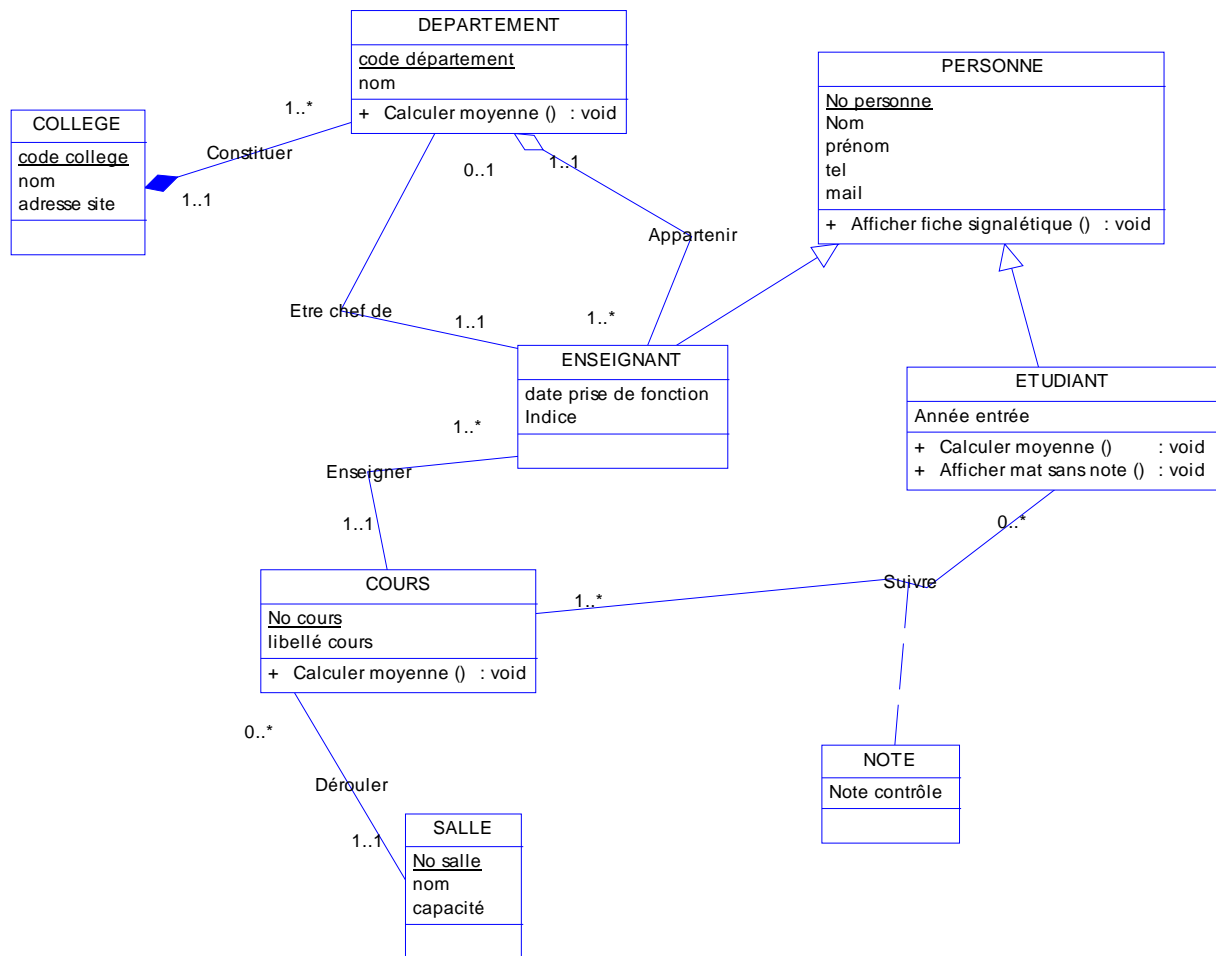 DEPARTEMENT
code département
nom
+ Calculer moyenne () : void
PERSONNE
No personne
Nom
prénom
tel
mail
+ Afficher fiche signalétique () : void
COLLEGE
code college
nom
adresse site
1..*
Constituer
1..1
0..1
1..1
Appartenir
Etre chef de
1..1
1..*
ENSEIGNANT
date prise de fonction
Indice
ETUDIANT
Année entrée
+ Calculer moyenne () : void
+ Afficher mat sans note () : void
1..*
Enseigner
1..1
0..*
Suivre
1..*
COURS
No cours
libellé cours
+ Calculer moyenne () : void
0..*
Dérouler
1..1
NOTE
Note contrôle
SALLE
No salle
nom
capacité